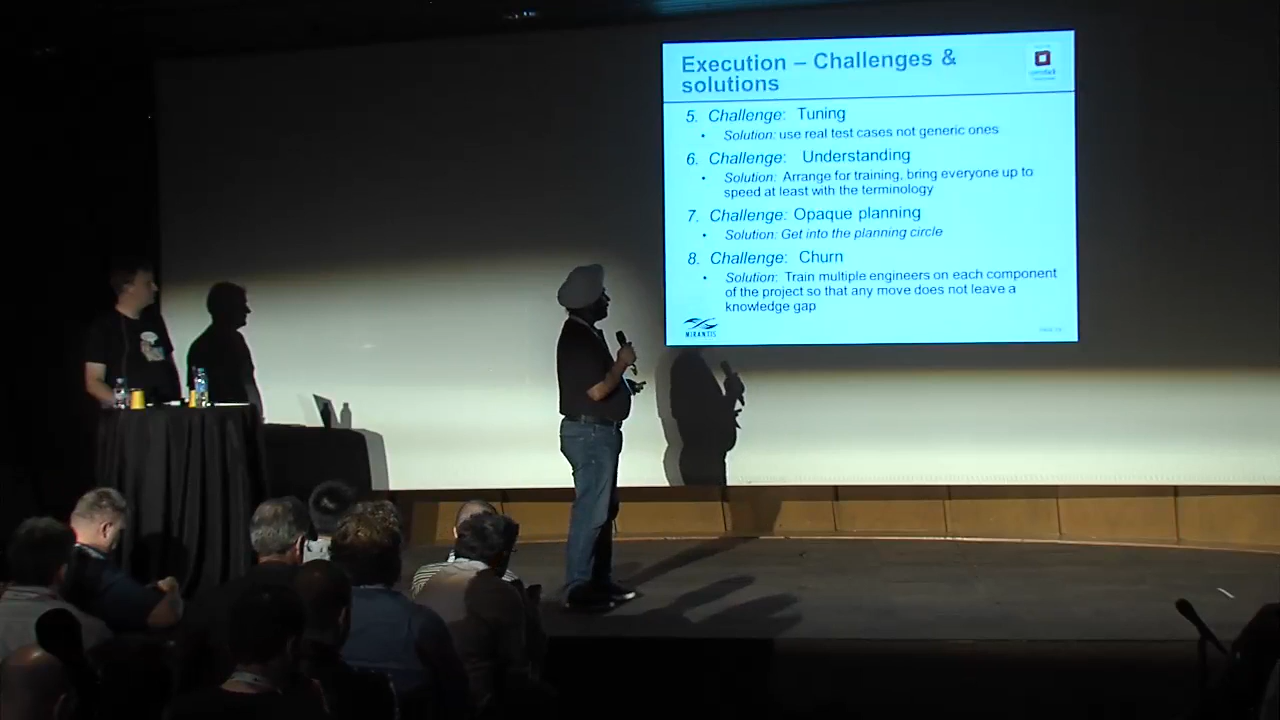 Execution – Challenges &
solutions
5. Challenge: Tuning
• Solution: use real test cases not generic ones
6. Challenge: Understanding
• Solution: Arrange for training, bring everyone up to
speed at least with the terminology
7. Challenge: Opaque planning
• Solution: Get into the planning circle
8. Challenge: Churn
• Solution: Train multiple engineers on each component
of the project so that any move does not leave a
knowledge gap
MIRANTIS